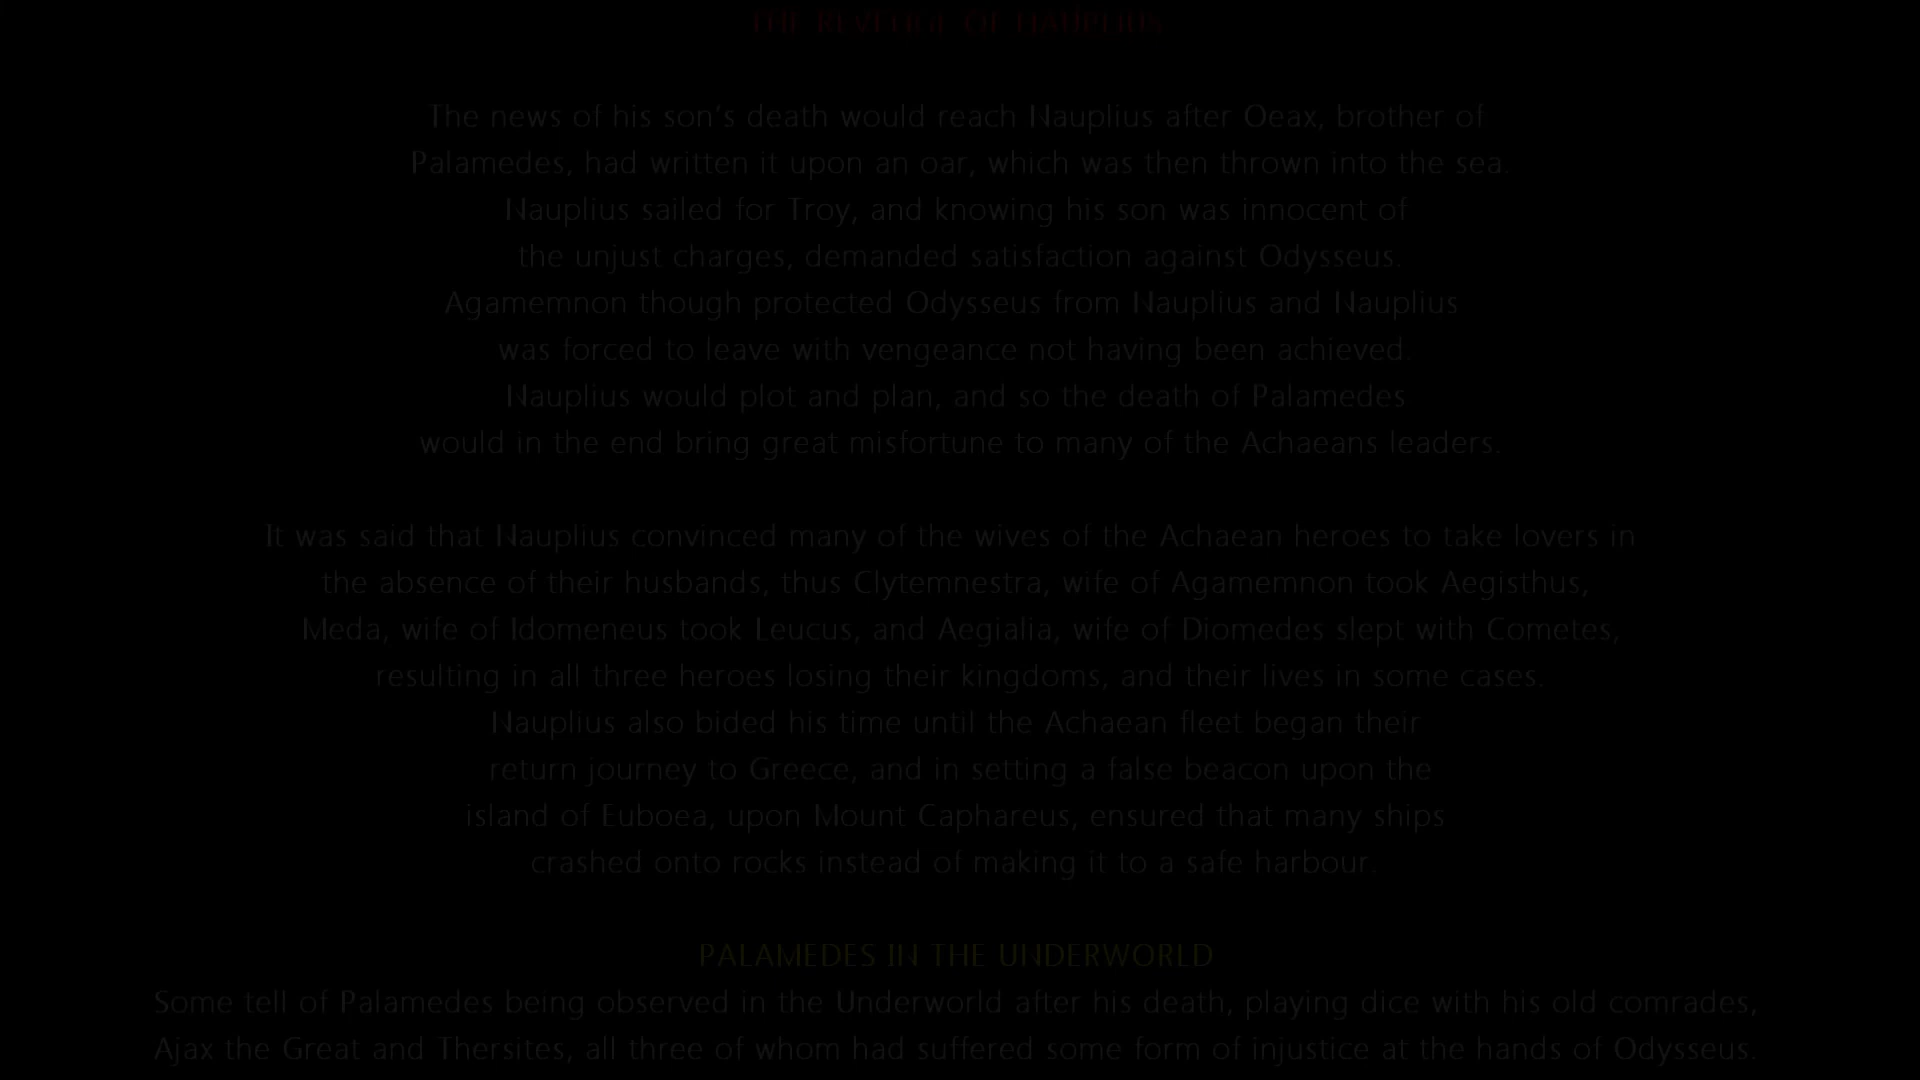 THE REVENGE OF NAUPLIUS
The news of his son's death would reach Nauplius after Oeax, brother of
Palamedes, had written it upon an oar, which was then thrown into the sea.
Nauplius sailed for Troy, and knowing his son was innocent of
the unjust charges, demanded satisfaction against Odysseus.
Agamemnon though protected Odysseus from Nauplius and Nauplius
was forced to leave with vengeance not having been achieved.
Nauplius would plot and plan, and so the death of Palamedes
would in the end bring great misfortune to many of the Achaeans leaders.
It was said that Nauplius convinced many of the wives of the Achaean heroes to take lovers in
the absence of their husbands, thus Clytemnestra, wife of Agamemnon took Aegisthus,
Meda, wife of Idomeneus took Leucus, and Aegialia, wife of Diomedes slept with Cometes,
resulting in all three heroes losing their kingdoms, and their lives in some cases.
Nauplius also bided his time until the Achaean fleet began their
return journey to Greece, and in setting a false beacon upon the
island of Euboea, upon Mount Caphareus, ensured that many ships
crashed onto rocks instead of making it to a safe harbour.
PALAMEDES IN THE UNDERWORLD
Some tell of Palamedes being observed in the Underworld after his death, playing dice with his old comrades,
Ajax the Great and Thersites, all three of whom had suffered some form of injustice at the hands of Odysseus.